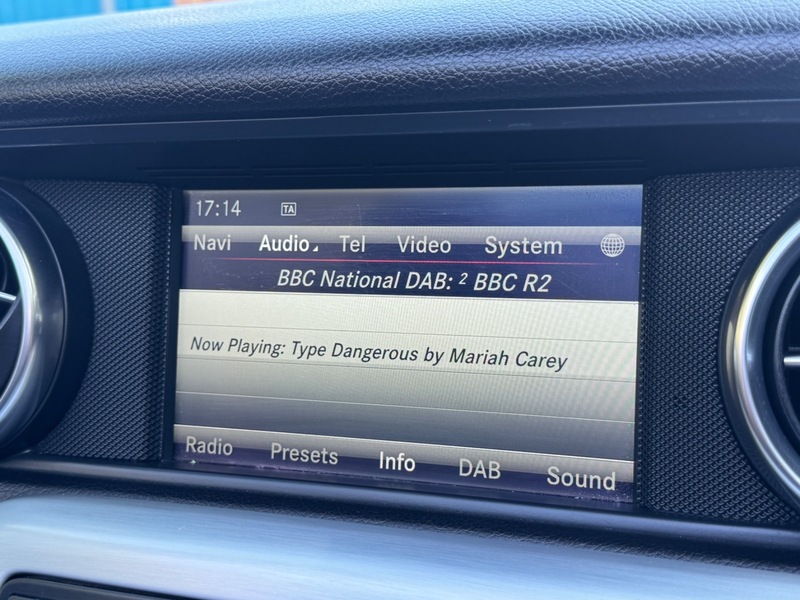 17:14 TA
Navi Audio Tel Video System
BBC National DAB: ² BBC R2
Now Playing: Type Dangerous by Mariah Carey
Radio Presets Info DAB Sound